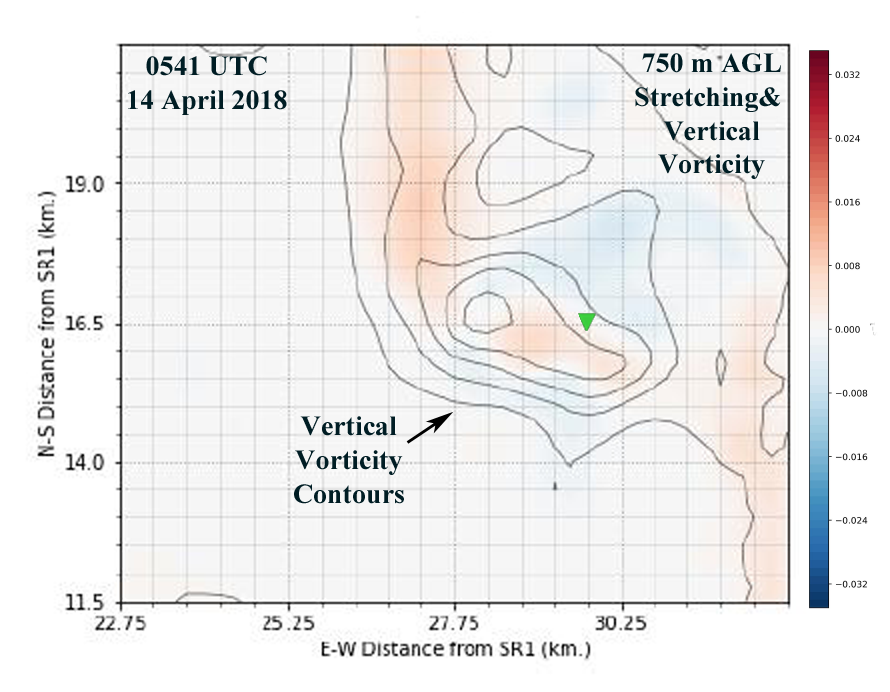 0541 UTC
14 April 2018
750 m AGL
Stretching&
Vertical
Vorticity
Vertical
Vorticity
Contours
N-S Distance from SR1 (km.)
19.0
16.5
14.0
11.5
22.75
25.25
27.75
30.25
E-W Distance from SR1 (km.)
0.032
0.024
0.016
0.008
0.000
−0.008
−0.016
−0.024
−0.032